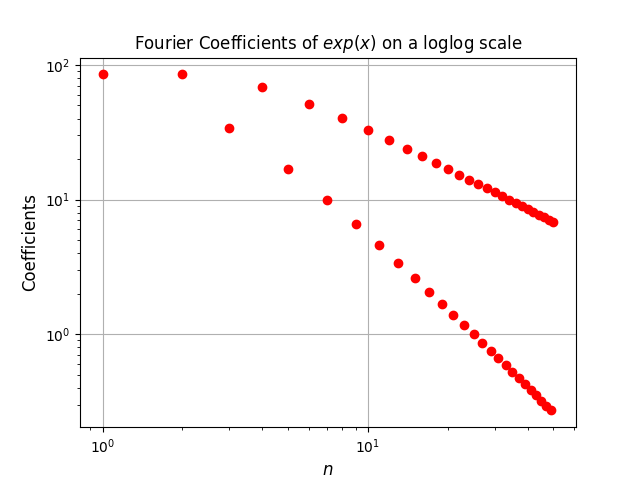 Fourier Coefficients of exp(x) on a loglog scale
Coefficients
10²
10¹
10⁰
10⁰
10¹
n